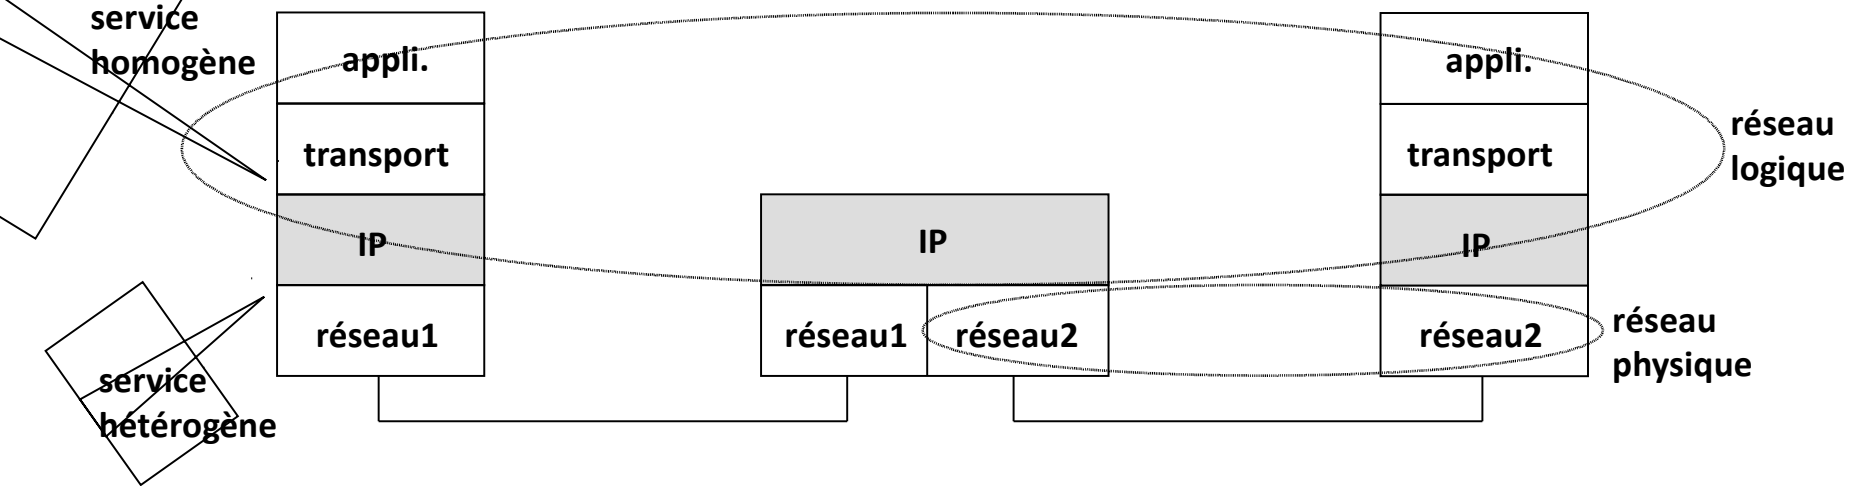 service
homogène
appli.
appli.
réseau
logique
transport
transport
IP
IP
IP
réseau1
réseau1
réseau2
réseau2
réseau
physique
service
hétérogène